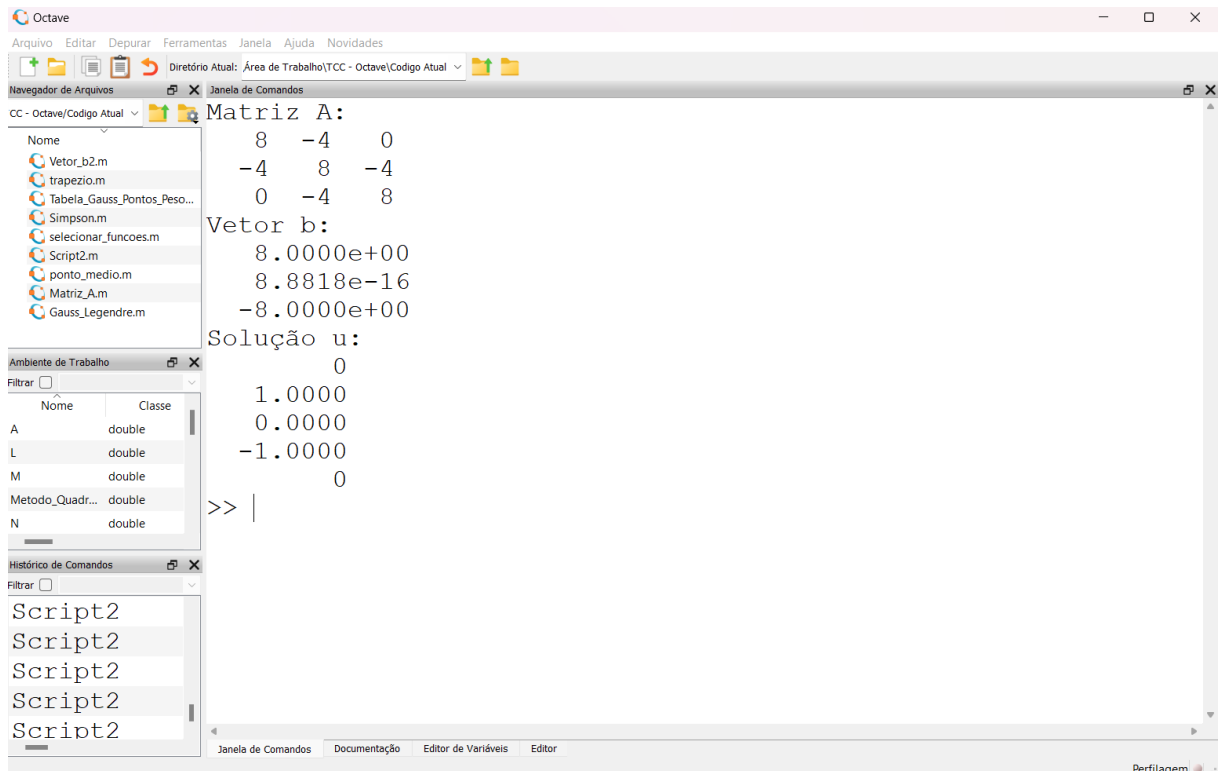 Octave
Arquivo Editar Depurar Ferramentas Janela Ajuda Novidades
Diretório Atual: Área de Trabalho\TCC - Octave\Codigo Atual
Navegador de Arquivos
CC - Octave/Codigo Atual
Nome
Vetor_b2.m
trapezio.m
Tabela_Gauss_Pontos_Peso...
Simpson.m
selecionar_funcoes.m
Script2.m
ponto_medio.m
Matriz_A.m
Gauss_Legendre.m
Ambiente de Trabalho
Filtrar
Nome Classe
A double
L double
M double
Metodo_Quadr... double
N double
Histórico de Comandos
Filtrar
Script2
Script2
Script2
Script2
Script2
Janela de Comandos
Matriz A:
8 -4 0
-4 8 -4
0 -4 8
Vetor b:
8.0000e+00
8.8818e-16
-8.0000e+00
Solução u:
0
1.0000
0.0000
-1.0000
0
>>
Janela de Comandos Documentação Editor de Variáveis Editor
Perfilagem